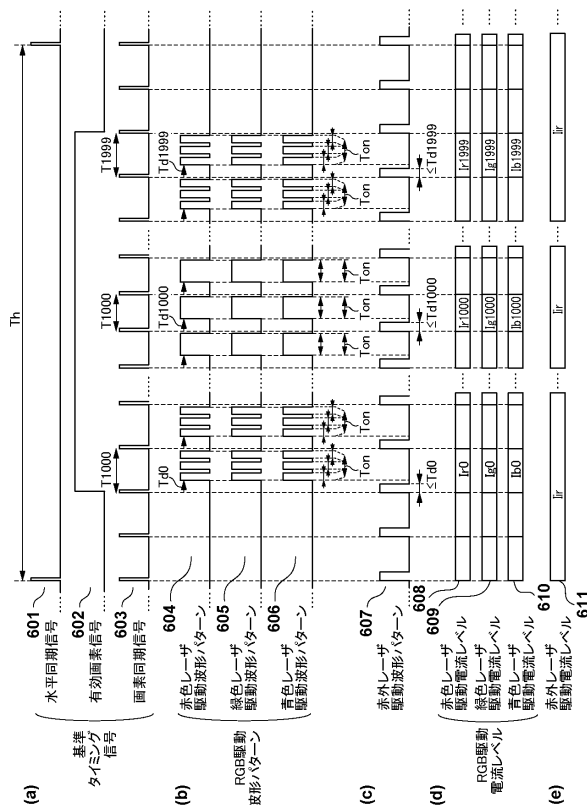 Th
(a)
基準
タイミング
信号
水平同期信号
601
有効画素信号
602
画素同期信号
603
T1000
T1000
T1999
(b)
RGB駆動
波形パターン
赤色レーザ
駆動波形パターン
604
緑色レーザ
駆動波形パターン
605
青色レーザ
駆動波形パターン
606
Td0
Td1000
Td1999
Ton
Ton
Ton
Ton
Ton
Ton
Ton
(c)
赤外レーザ
駆動波形パターン
607
≤Td0
≤Td1000
≤Td1999
(d)
RGB駆動
電流レベル
赤色レーザ
駆動電流レベル
608
緑色レーザ
駆動電流レベル
609
青色レーザ
駆動電流レベル
610
Ir0
Ig0
Ib0
Ir1000
Ig1000
Ib1000
Ir1999
Ig1999
Ib1999
(e)
赤外レーザ
駆動電流レベル
611
Iir
Iir
Iir